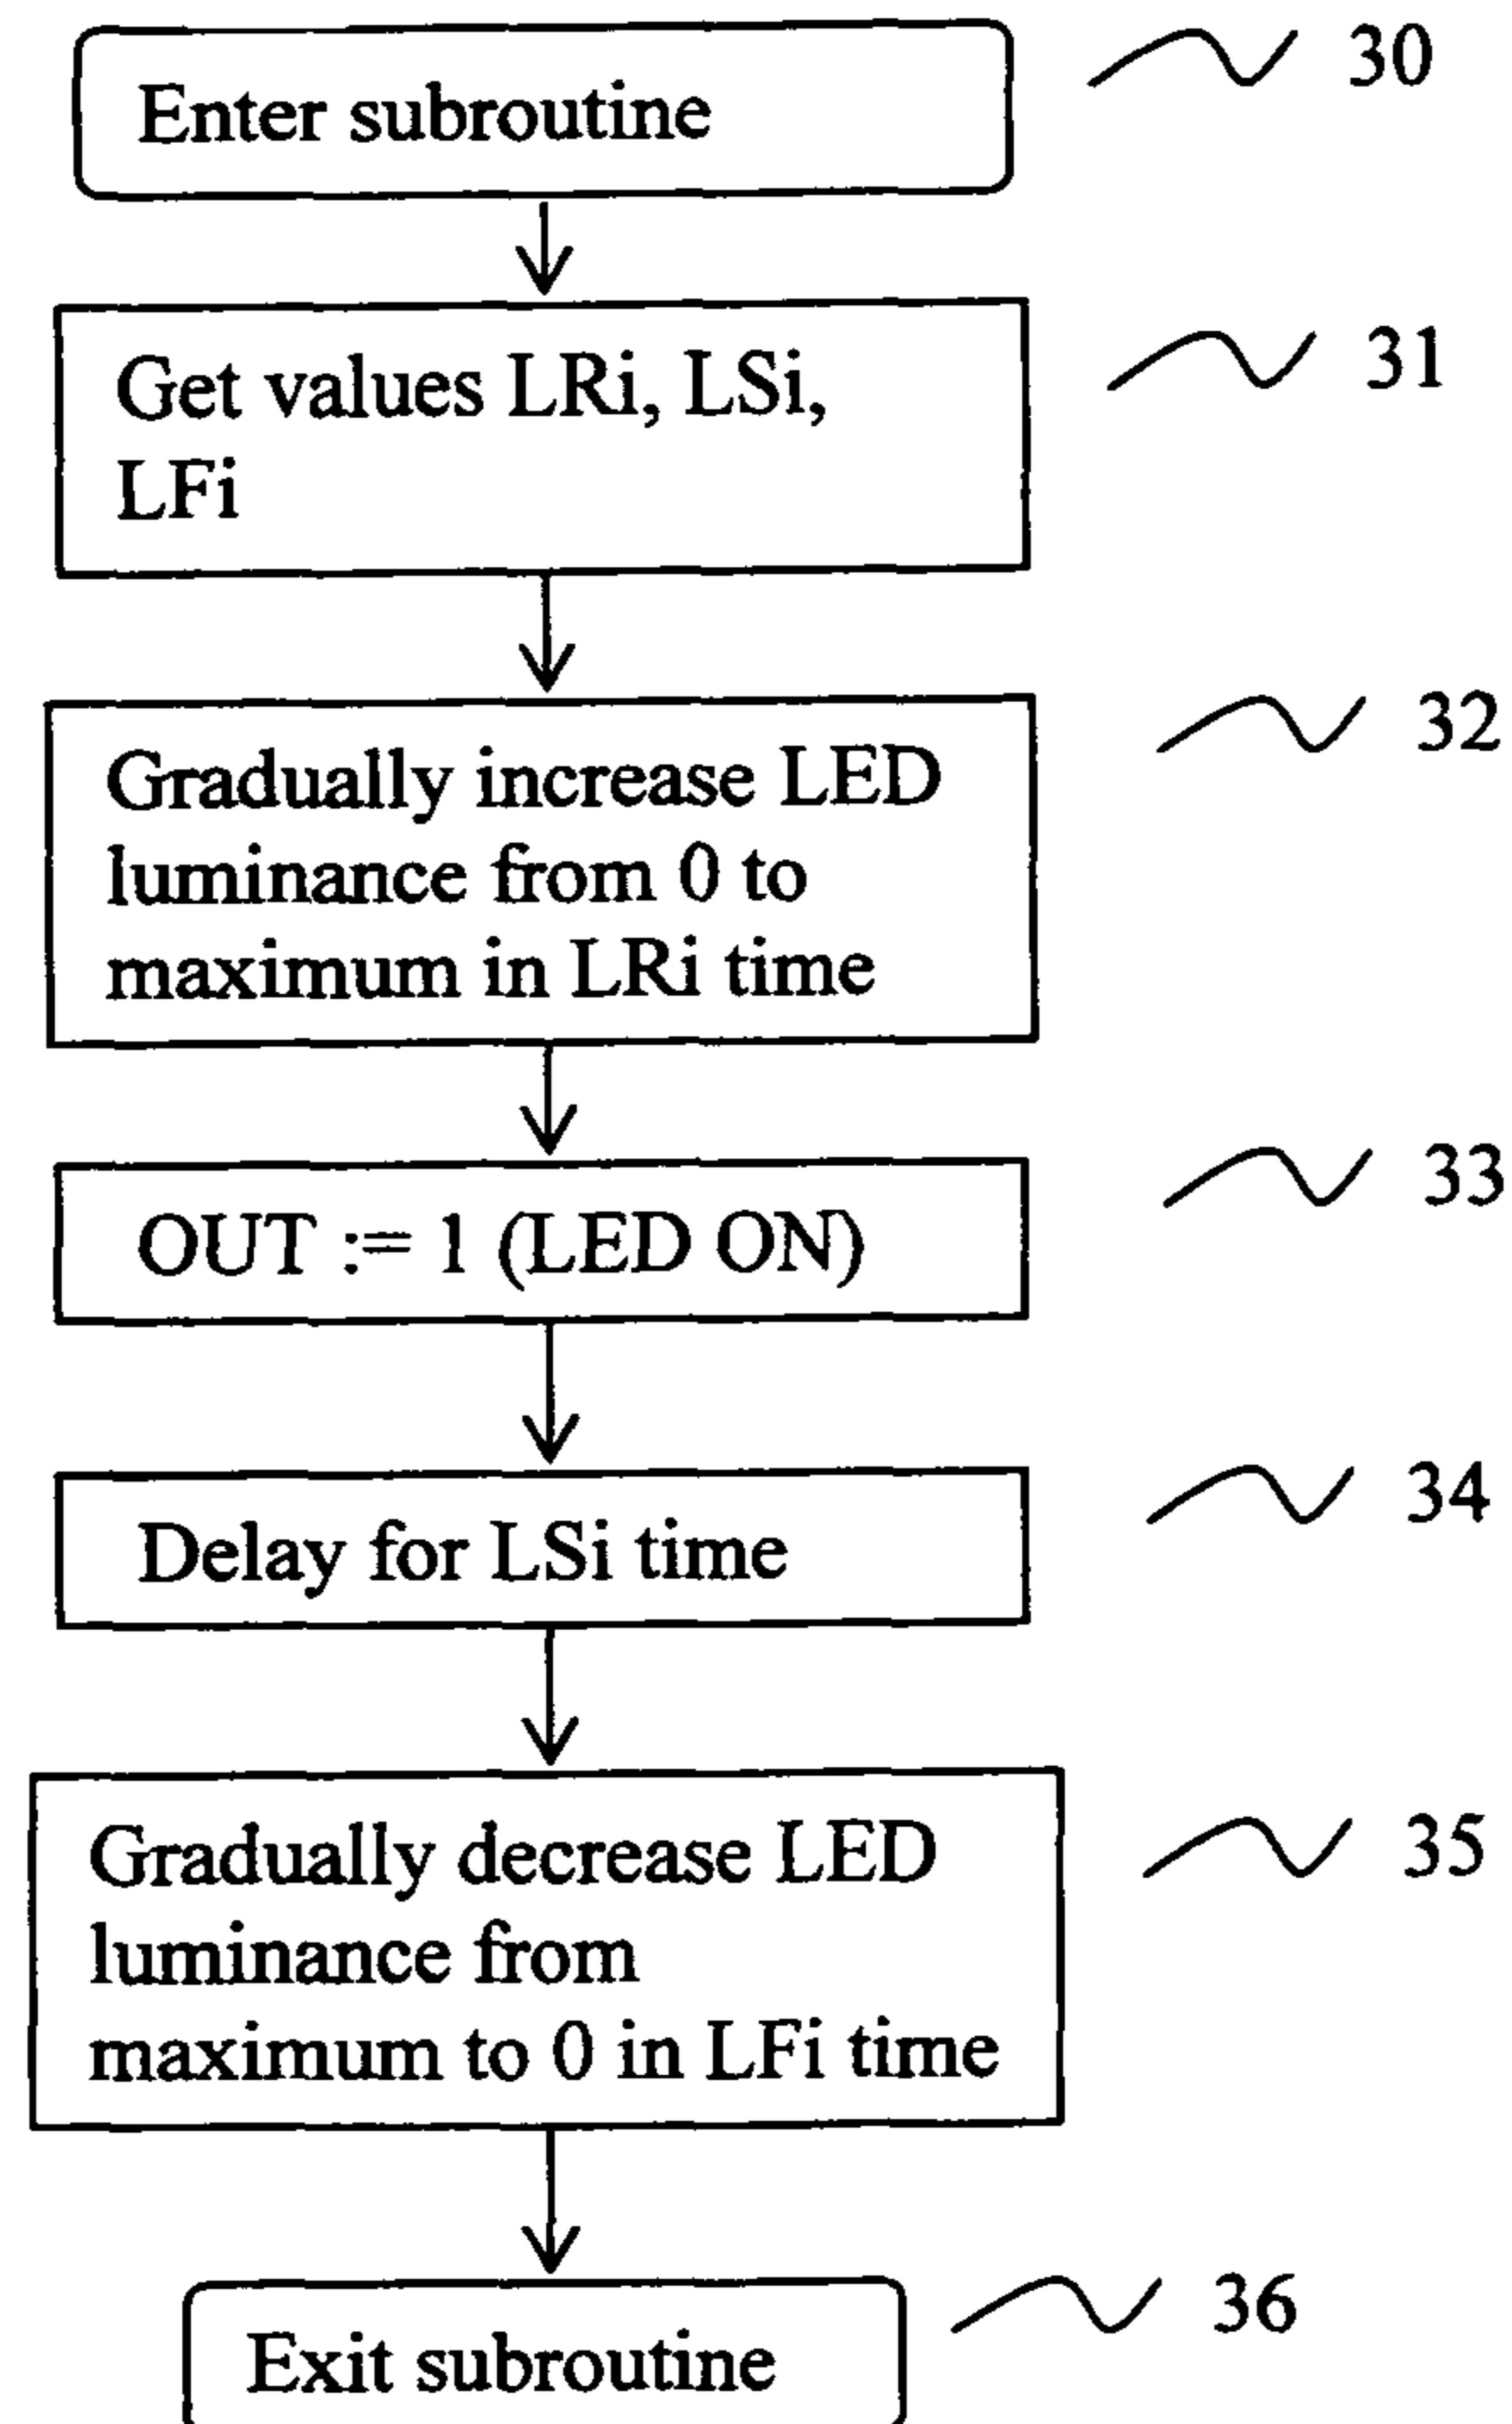 Enter subroutine
30
Get values LRi, LSi,
LFi
31
Gradually increase LED
luminance from 0 to
maximum in LRi time
32
OUT := 1 (LED ON)
33
Delay for LSi time
34
Gradually decrease LED
luminance from
maximum to 0 in LFi time
35
Exit subroutine
36